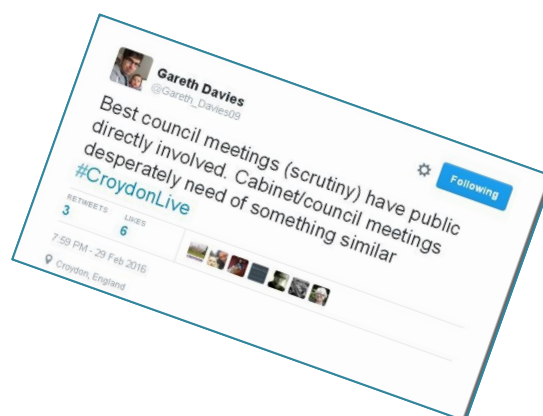 Gareth Davies
@Gareth_Davies09
Following
Best council meetings (scrutiny) have public
directly involved. Cabinet/council meetings
desperately need of something similar
#CroydonLive
RETWEETS
3
LIKES
6
7:59 PM - 29 Feb 2016
Croydon, England